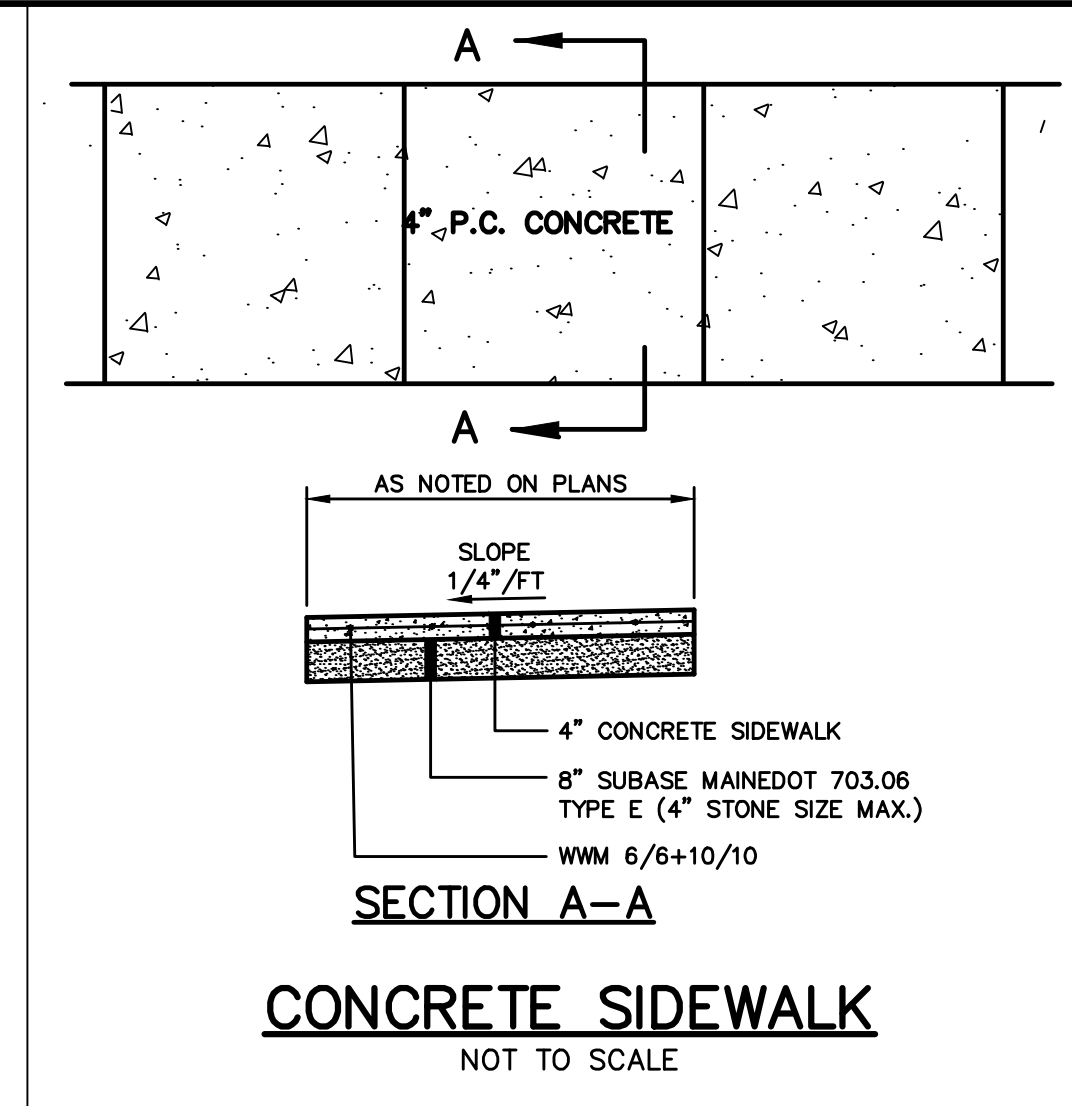 A
4" P.C. CONCRETE
A
AS NOTED ON PLANS
SLOPE
1/4"/FT
4" CONCRETE SIDEWALK
8" SUBASE MAINEDOT 703.06
TYPE E (4" STONE SIZE MAX.)
WWM 6/6+10/10
SECTION A-A
CONCRETE SIDEWALK
NOT TO SCALE